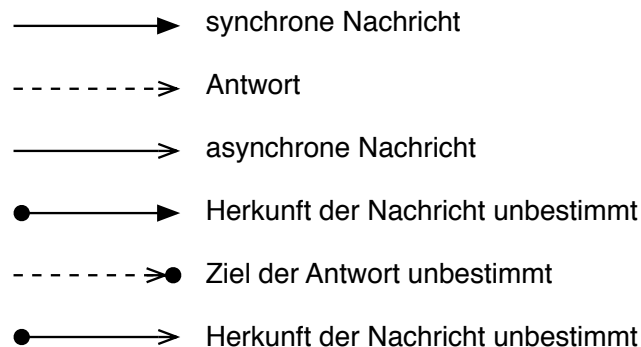 synchrone Nachricht
Antwort
asynchrone Nachricht
Herkunft der Nachricht unbestimmt
Ziel der Antwort unbestimmt
Herkunft der Nachricht unbestimmt